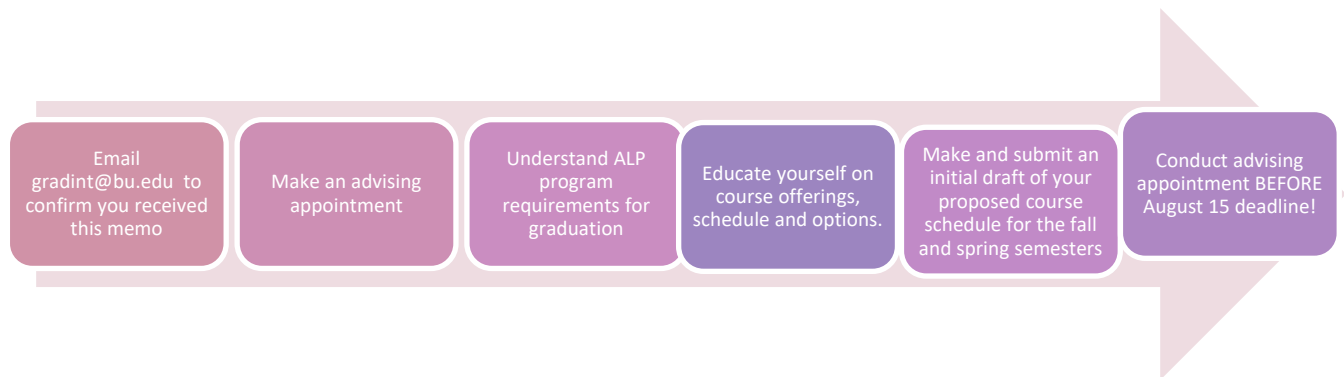 Email
gradint@bu.edu to
confirm you received
this memo
Make an advising
appointment
Understand ALP
program
requirements for
graduation
Educate yourself on
course offerings,
schedule and options.
Make and submit an
initial draft of your
proposed course
schedule for the fall
and spring semesters
Conduct advising
appointment BEFORE
August 15 deadline!